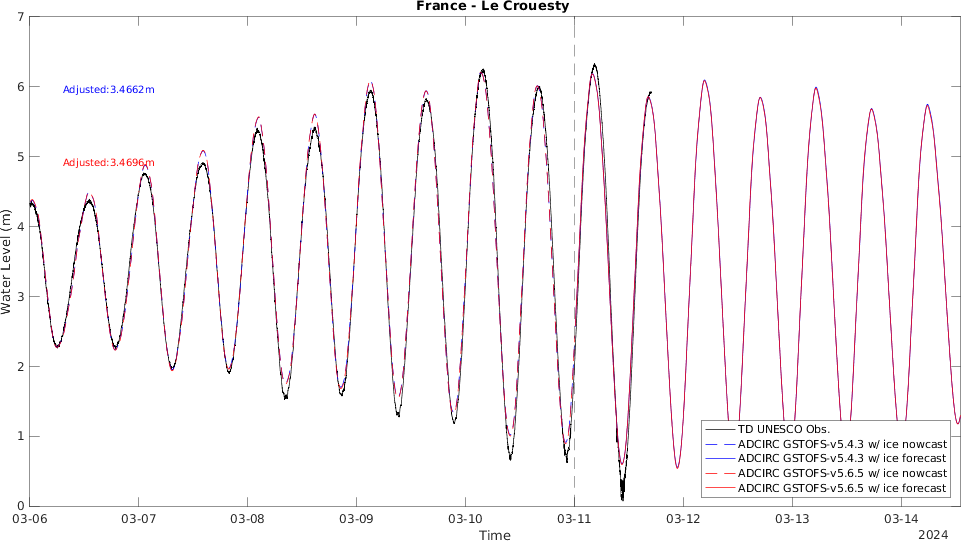 France - Le Crouesty
7
6
5
4
3
2
1
0
Water Level (m)
Adjusted:3.4662m
Adjusted:3.4696m
TD UNESCO Obs.
ADCIRC GSTOFS-v5.4.3 w/ ice nowcast
ADCIRC GSTOFS-v5.4.3 w/ ice forecast
ADCIRC GSTOFS-v5.6.5 w/ ice nowcast
ADCIRC GSTOFS-v5.6.5 w/ ice forecast
03-06 03-07 03-08 03-09 03-10 03-11 03-12 03-13 03-14
Time
2024